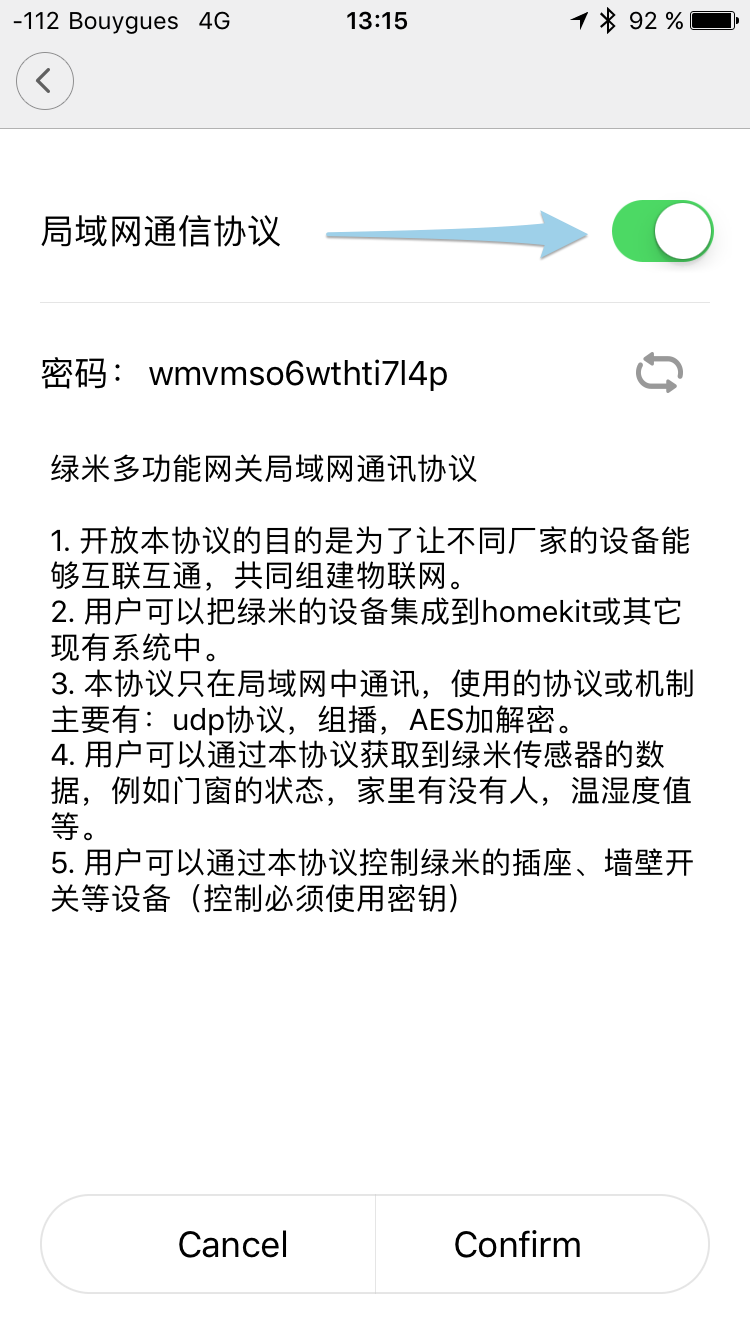 -112 Bouygues 4G 13:15 92 %
局域网通信协议
密码： wmvmso6wthti7l4p
绿米多功能网关局域网通讯协议
1. 开放本协议的目的是为了让不同厂家的设备能
够互联互通，共同组建物联网。
2. 用户可以把绿米的设备集成到homekit或其它
现有系统中。
3. 本协议只在局域网中通讯，使用的协议或机制
主要有：udp协议，组播，AES加解密。
4. 用户可以通过本协议获取到绿米传感器的数
据，例如门窗的状态，家里有没有人，温湿度值
等。
5. 用户可以通过本协议控制绿米的插座、墙壁开
关等设备（控制必须使用密钥）
Cancel Confirm